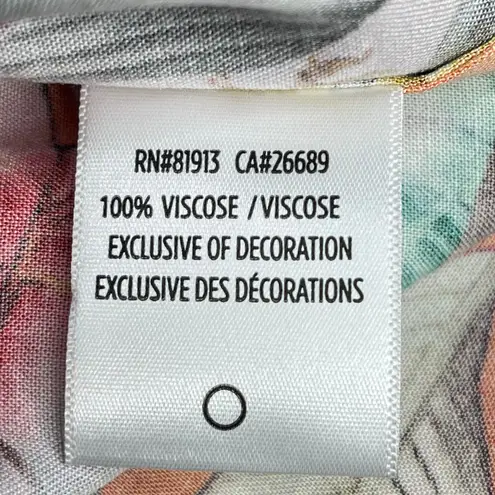 RN#81913 CA#26689
100% VISCOSE / VISCOSE
EXCLUSIVE OF DECORATION
EXCLUSIVE DES DÉCORATIONS